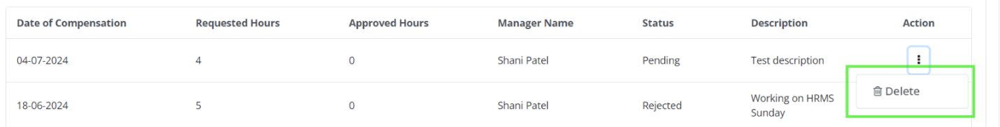 Date of Compensation Requested Hours Approved Hours Manager Name Status Description Action
04-07-2024 4 0 Shani Patel Pending Test description
Delete
18-06-2024 5 0 Shani Patel Rejected Working on HRMS
Sunday